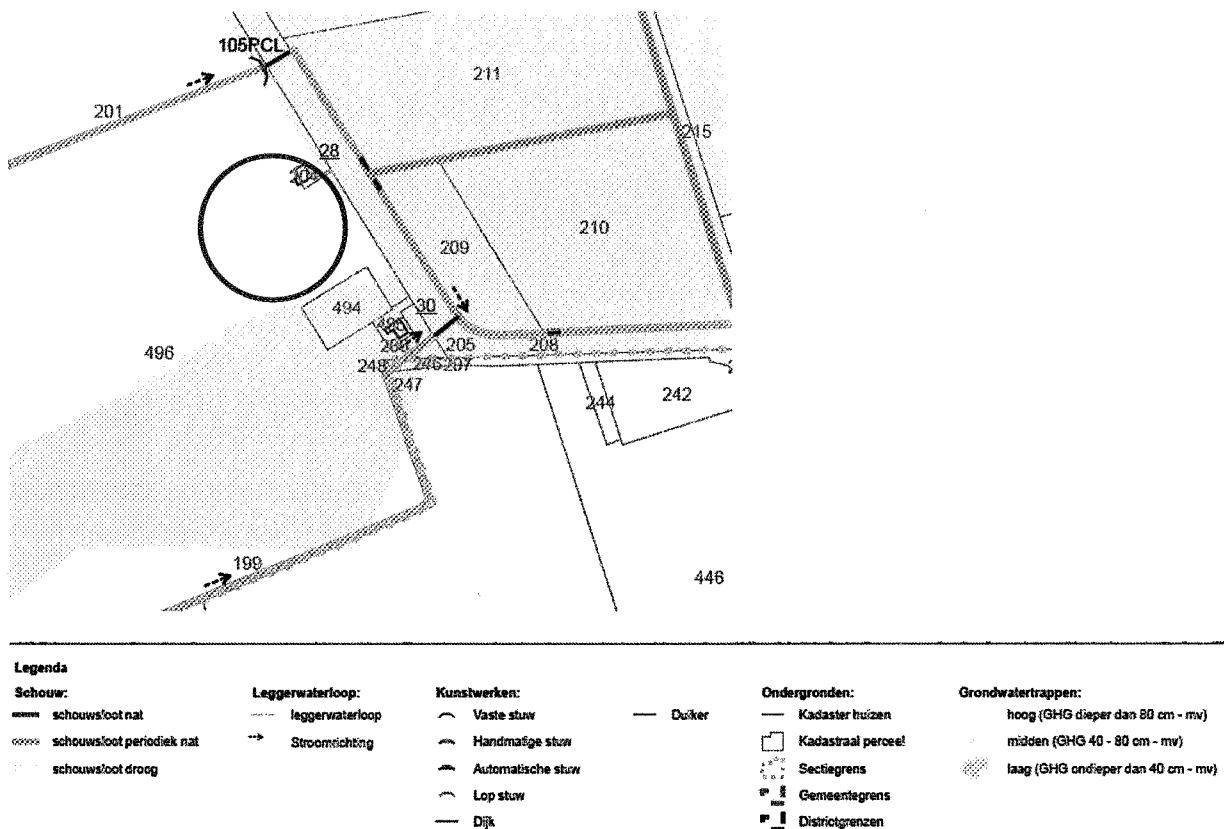 105PCL
211
201
215
28
204
210
209
494
30
496
205
208
248
246
207
247
244
242
199
446
Legenda
Schouw:
schouwsloot nat
schouwsloot periodiek nat
schouwsloot droog
Leggerwaterloop:
leggerwaterloop
Stroomrichting
Kunstwerken:
Vaste stuw
Handmatige stuw
Automatische stuw
Lop stuw
Dijk
Duiker
Ondergronden:
Kadaster huizen
Kadastraal perceel
Sectiegrens
Gemeentegrens
Districtgrenzen
Grondwatertrappen:
hoog (GHG dieper dan 80 cm - mv)
midden (GHG 40 - 80 cm - mv)
laag (GHG ondieper dan 40 cm - mv)